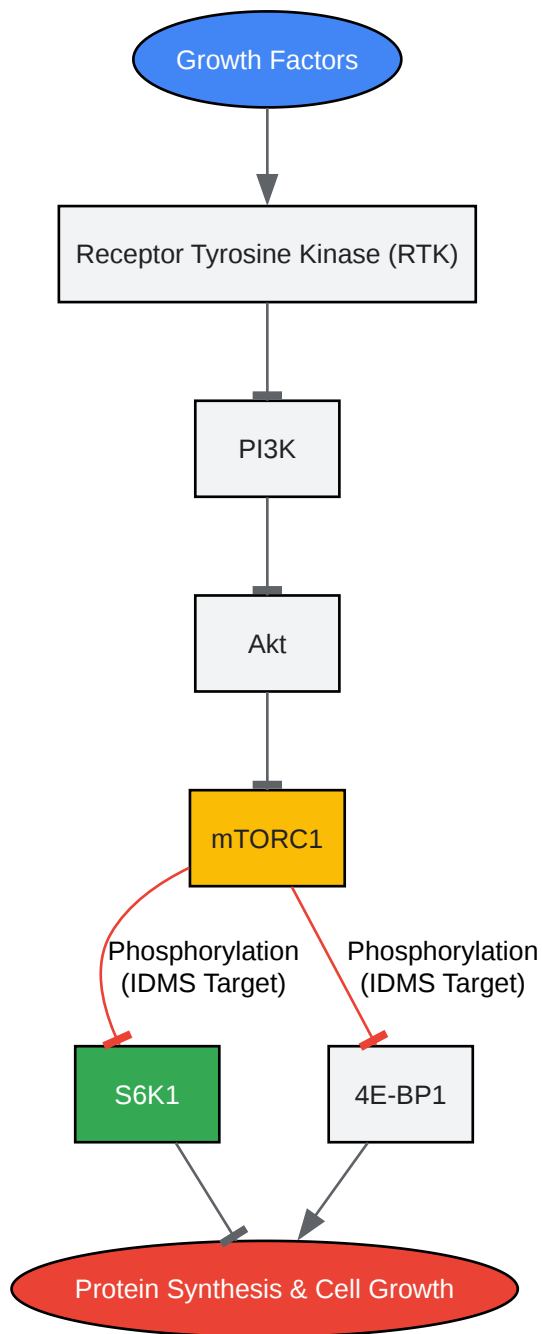 Growth Factors
Receptor Tyrosine Kinase (RTK)
PI3K
Akt
mTORC1
Phosphorylation
(IDMS Target)
Phosphorylation
(IDMS Target)
S6K1
4E-BP1
Protein Synthesis & Cell Growth